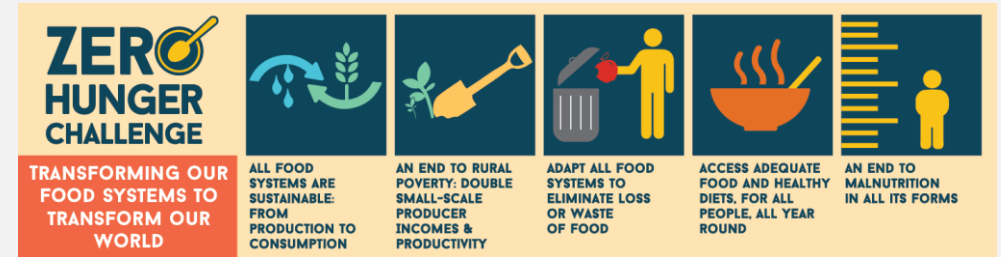 ZERO
HUNGER
CHALLENGE
TRANSFORMING OUR
FOOD SYSTEMS TO
TRANSFORM OUR
WORLD
ALL FOOD
SYSTEMS ARE
SUSTAINABLE:
FROM
PRODUCTION TO
CONSUMPTION
AN END TO RURAL
POVERTY: DOUBLE
SMALL-SCALE
PRODUCER
INCOMES &
PRODUCTIVITY
ADAPT ALL FOOD
SYSTEMS TO
ELIMINATE LOSS
OR WASTE
OF FOOD
ACCESS ADEQUATE
FOOD AND HEALTHY
DIETS, FOR ALL
PEOPLE, ALL YEAR
ROUND
AN END TO
MALNUTRITION
IN ALL ITS FORMS